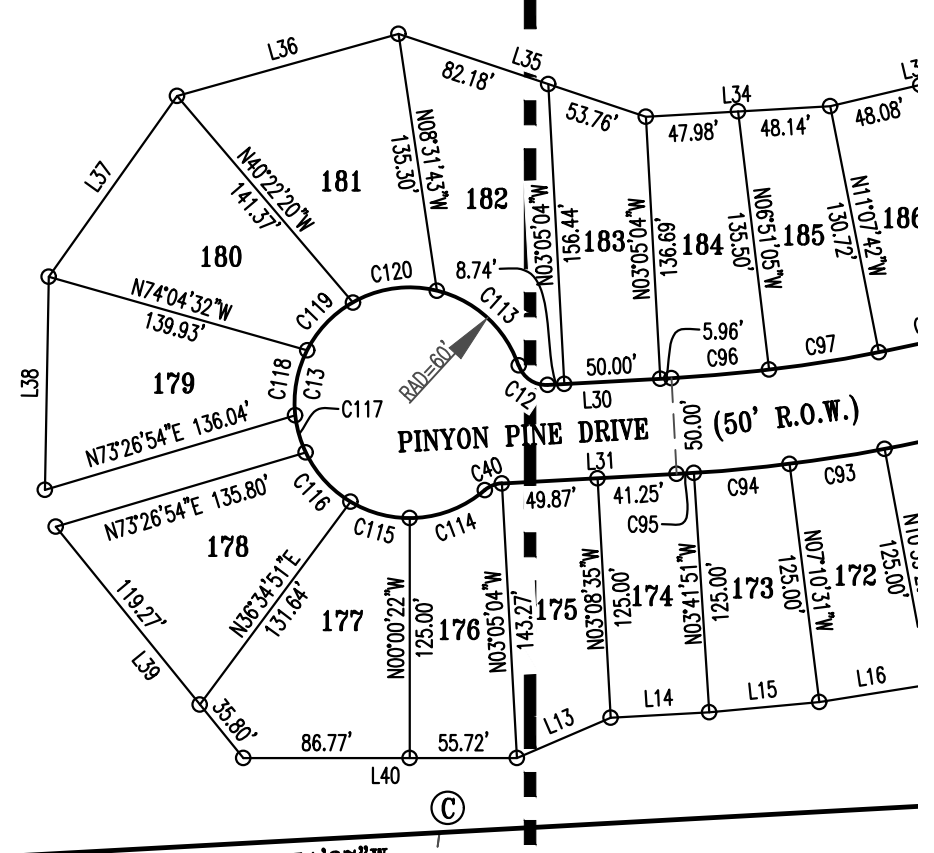 L36
L35
82.18'
53.76'
L34
47.98'
48.14'
48.08'
L37
N40°22'20"W
141.37'
181
N08°31'43"W
135.30'
182
N03°05'04"W
156.44'
183
N03°05'04"W
136.69'
184
N06°51'05"W
135.50'
185
N11°07'42"W
130.72'
180
C120
8.74'
C113
N74°04'32"W
139.93'
C119
5.96'
RAD=60'
50.00'
C96
C97
L38
179
C118
C13
C12
L30
C117
50.00'
(50' R.O.W.)
N73°26'54"E 136.04'
PINYON PINE DRIVE
L31
C40
49.87'
41.25'
C94
C93
N73°26'54"E 135.80'
C116
C115
C114
C95
178
N36°34'51"E
131.64'
177
N00°00'22"W
125.00'
176
N03°05'04"W
143.27'
175
N03°08'35"W
125.00'
174
N03°41'51"W
125.00'
173
N07°10'31"W
125.00'
172
125.00'
119.27'
L39
35.80'
86.77'
55.72'
L13
L14
L15
L16
L40
C